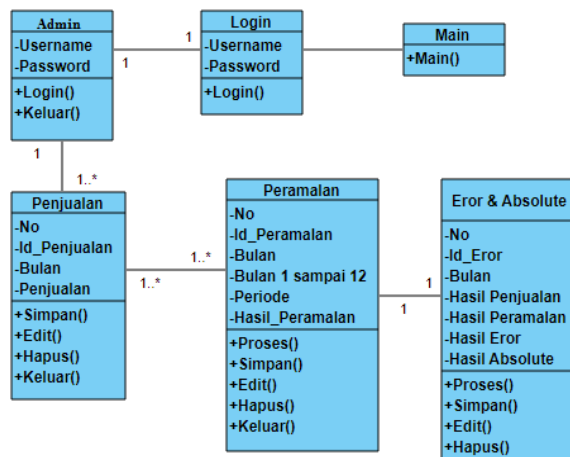 Admin
-Username
-Password
+Login()
+Keluar()
1
1
Login
-Username
-Password
+Login()
Main
+Main()
1
1..*
Penjualan
-No
-Id_Penjualan
-Bulan
-Penjualan
+Simpan()
+Edit()
+Hapus()
+Keluar()
1..*
1..*
Peramalan
-No
-Id_Peramalan
-Bulan
-Bulan 1 sampai 12
-Periode
-Hasil_Peramalan
+Proses()
+Simpan()
+Edit()
+Hapus()
+Keluar()
1
1
Eror & Absolute
-No
-Id_Eror
-Bulan
-Hasil Penjualan
-Hasil Peramalan
-Hasil Eror
-Hasil Absolute
+Proses()
+Simpan()
+Edit()
+Hapus()